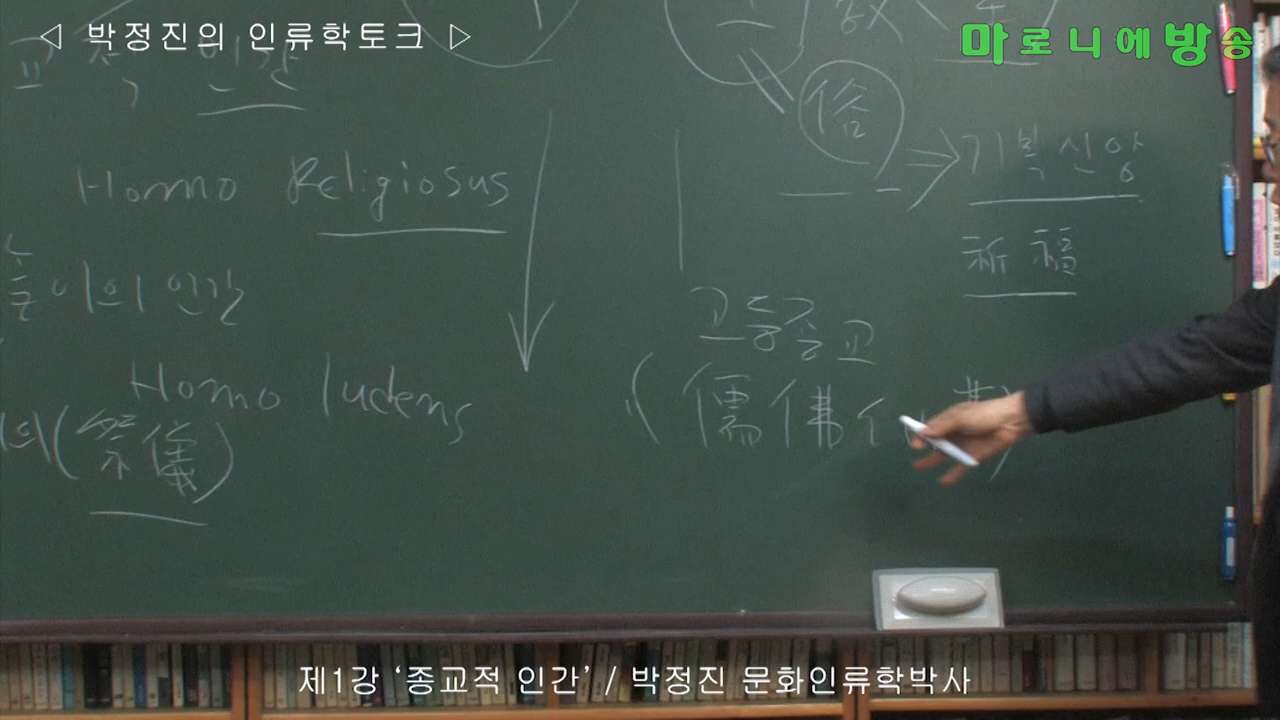 ◁ 박정진의 인류학토크 ▷
마로니에방송
俗
Homo Religiosus
⇒ 기복신앙
祈福
놀이의 인간
고등종교
Homo ludens
(儒佛仙
(祭儀)
제1강 ‘종교적 인간’ / 박정진 문화인류학박사